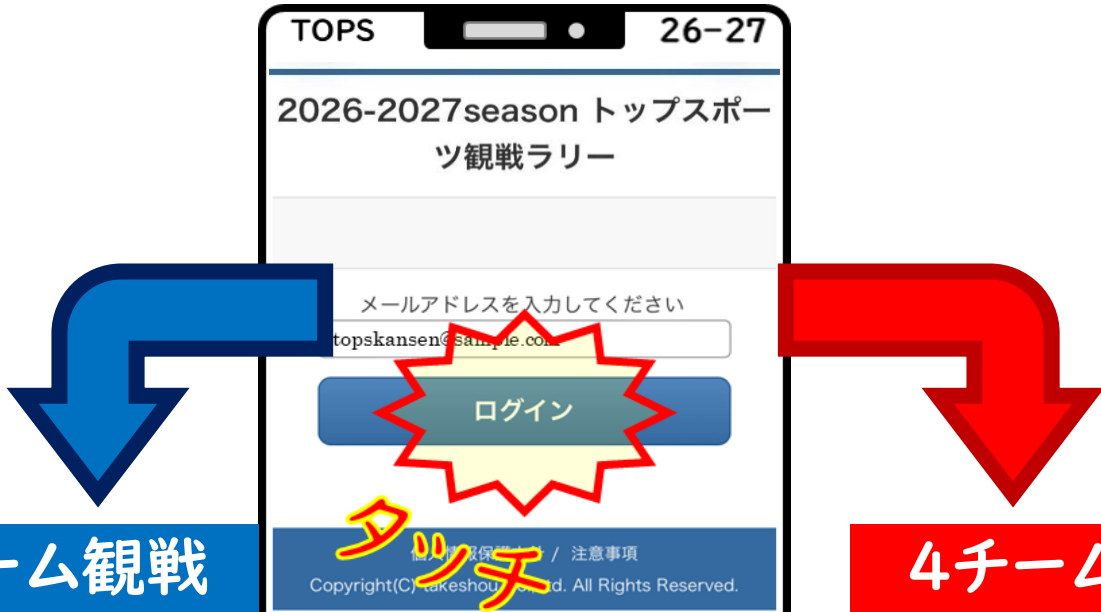 TOPS 26-27
2026-2027season トップスポー
ツ観戦ラリー
メールアドレスを入力してください
topskansen@sample.com
ログイン
タッチ
/ 注意事項
Copyright(C) takeshou td. All Rights Reserved.
ーム観戦
4チーム